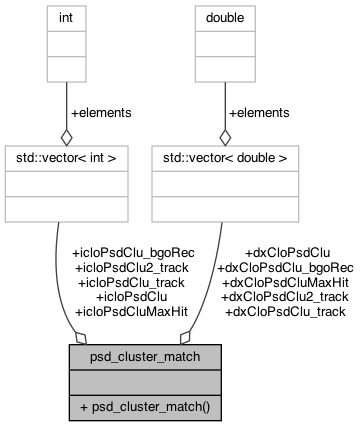 int
double
+elements
+elements
std::vector< int >
std::vector< double >
+icloPsdClu_bgoRec
+icloPsdClu2_track
+icloPsdClu_track
+icloPsdClu
+icloPsdCluMaxHit
+dxCloPsdClu
+dxCloPsdClu_bgoRec
+dxCloPsdCluMaxHit
+dxCloPsdClu2_track
+dxCloPsdClu_track
psd_cluster_match
+ psd_cluster_match()